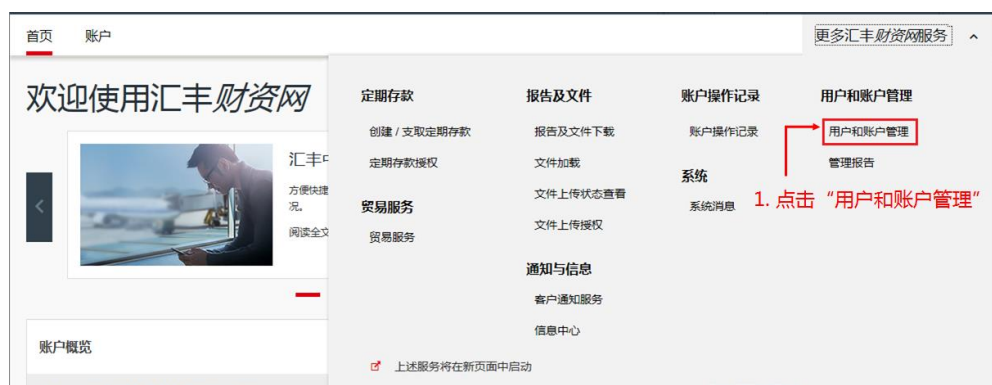 首页 账户 更多汇丰财资网服务
欢迎使用汇丰财资网
汇丰中
方便快捷
况。
阅读全文
账户概览
定期存款
创建 / 支取定期存款
定期存款授权
贸易服务
贸易服务
报告及文件
报告及文件下载
文件加载
文件上传状态查看
文件上传授权
通知与信息
客户通知服务
信息中心
账户操作记录
账户操作记录
系统
系统消息
用户和账户管理
用户和账户管理
管理报告
1. 点击“用户和账户管理”
上述服务将在新页面中启动